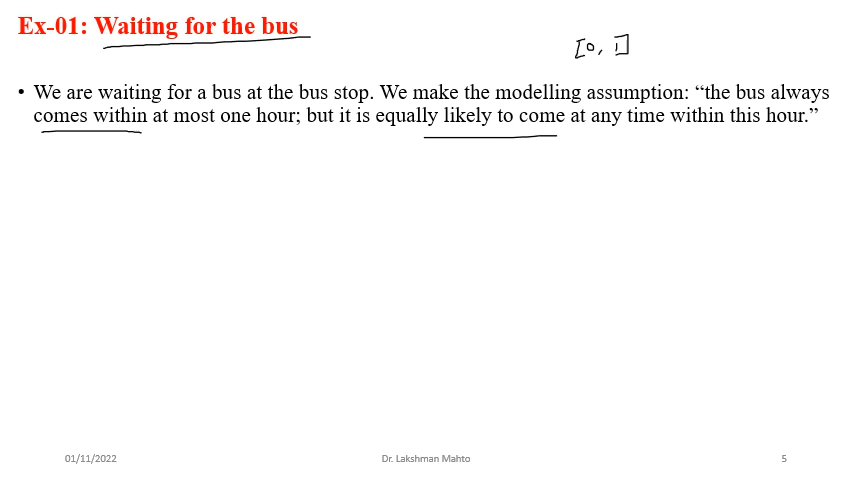 Ex-01: Waiting for the bus
[0, 1]
• We are waiting for a bus at the bus stop. We make the modelling assumption: “the bus always
comes within at most one hour; but it is equally likely to come at any time within this hour.”
01/11/2022
Dr. Lakshman Mahto
5